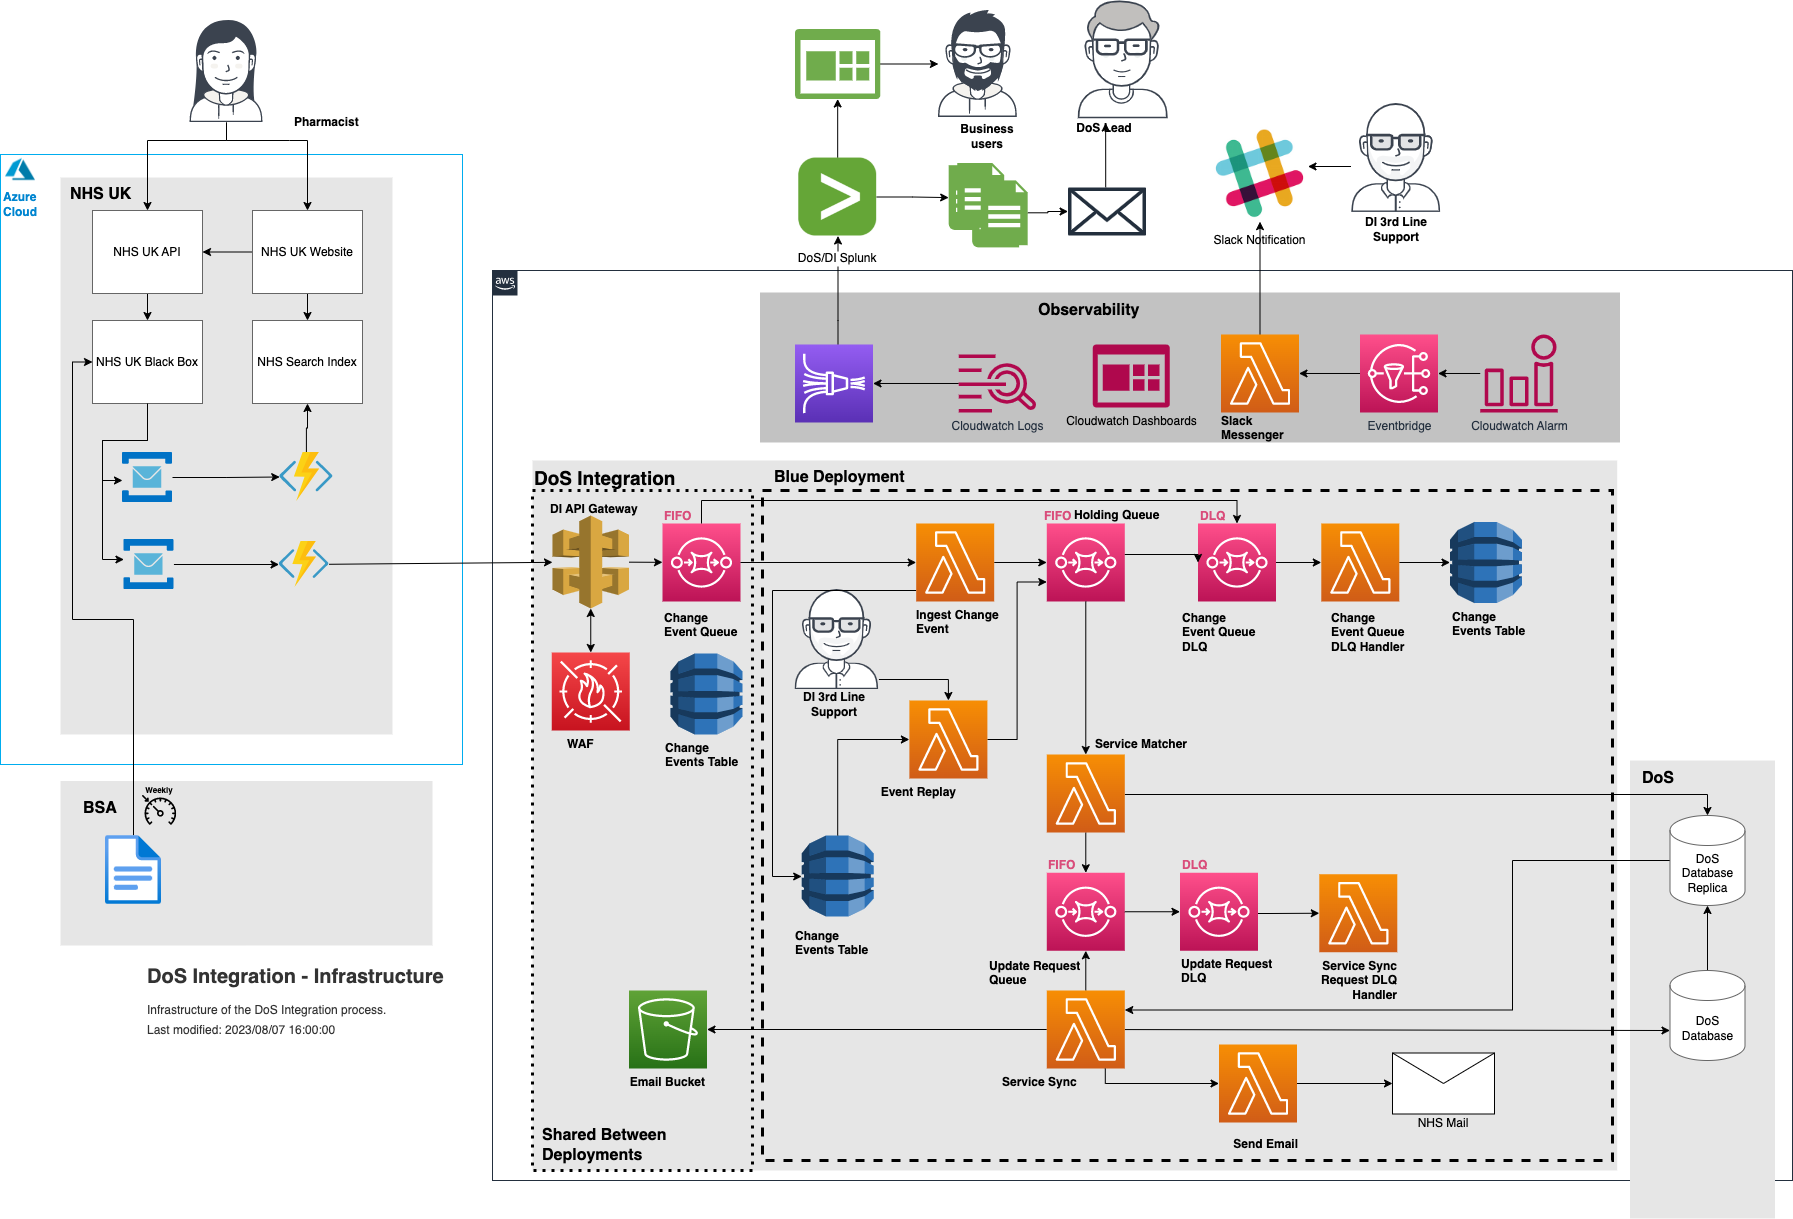 Pharmacist
Azure
Cloud
NHS UK
NHS UK API
NHS UK Website
NHS UK Black Box
NHS Search Index
BSA
Weekly
DoS Integration - Infrastructure
Infrastructure of the DoS Integration process.
Last modified: 2023/08/07 16:00:00
Business
users
DoS Lead
DoS/DI Splunk
Slack Notification
DI 3rd Line
Support
aws
Observability
Cloudwatch Logs
Cloudwatch Dashboards
Slack
Messenger
Eventbridge
Cloudwatch Alarm
DoS Integration
Blue Deployment
DI API Gateway
FIFO
Change
Event Queue
WAF
Change
Events Table
Email Bucket
Shared Between
Deployments
Ingest Change
Event
FIFO
Holding Queue
DLQ
Change
Event Queue
DLQ
Change
Event Queue
DLQ Handler
Change
Events Table
DI 3rd Line
Support
Event Replay
Change
Events Table
Service Matcher
FIFO
Update Request
Queue
DLQ
Update Request
DLQ
Service Sync
Request DLQ
Handler
Service Sync
Send Email
NHS Mail
DoS
DoS
Database
Replica
DoS
Database